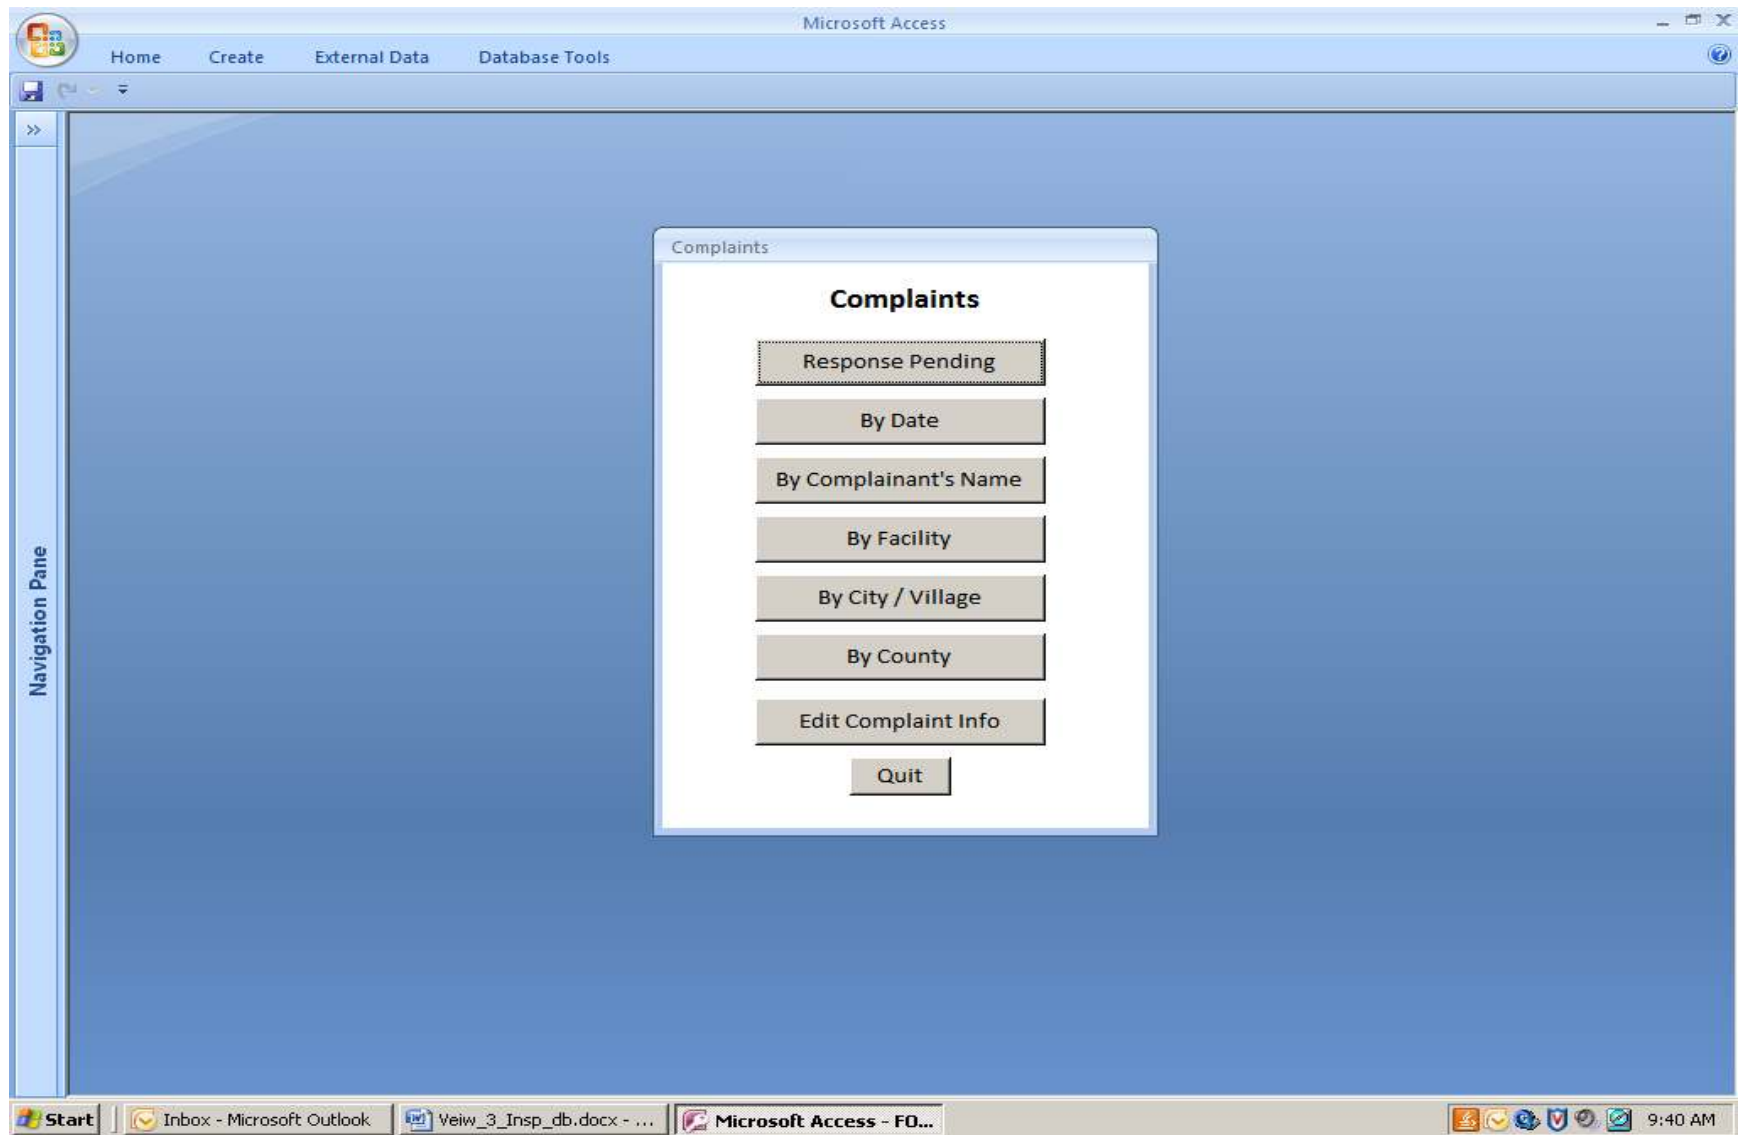 Microsoft Access
Home Create External Data Database Tools
Complaints
Complaints
Response Pending
By Date
By Complainant's Name
By Facility
By City / Village
By County
Edit Complaint Info
Quit
Navigation Pane
Start Inbox - Microsoft Outlook Veiw_3_Insp_db.docx - ... Microsoft Access - FO... 9:40 AM